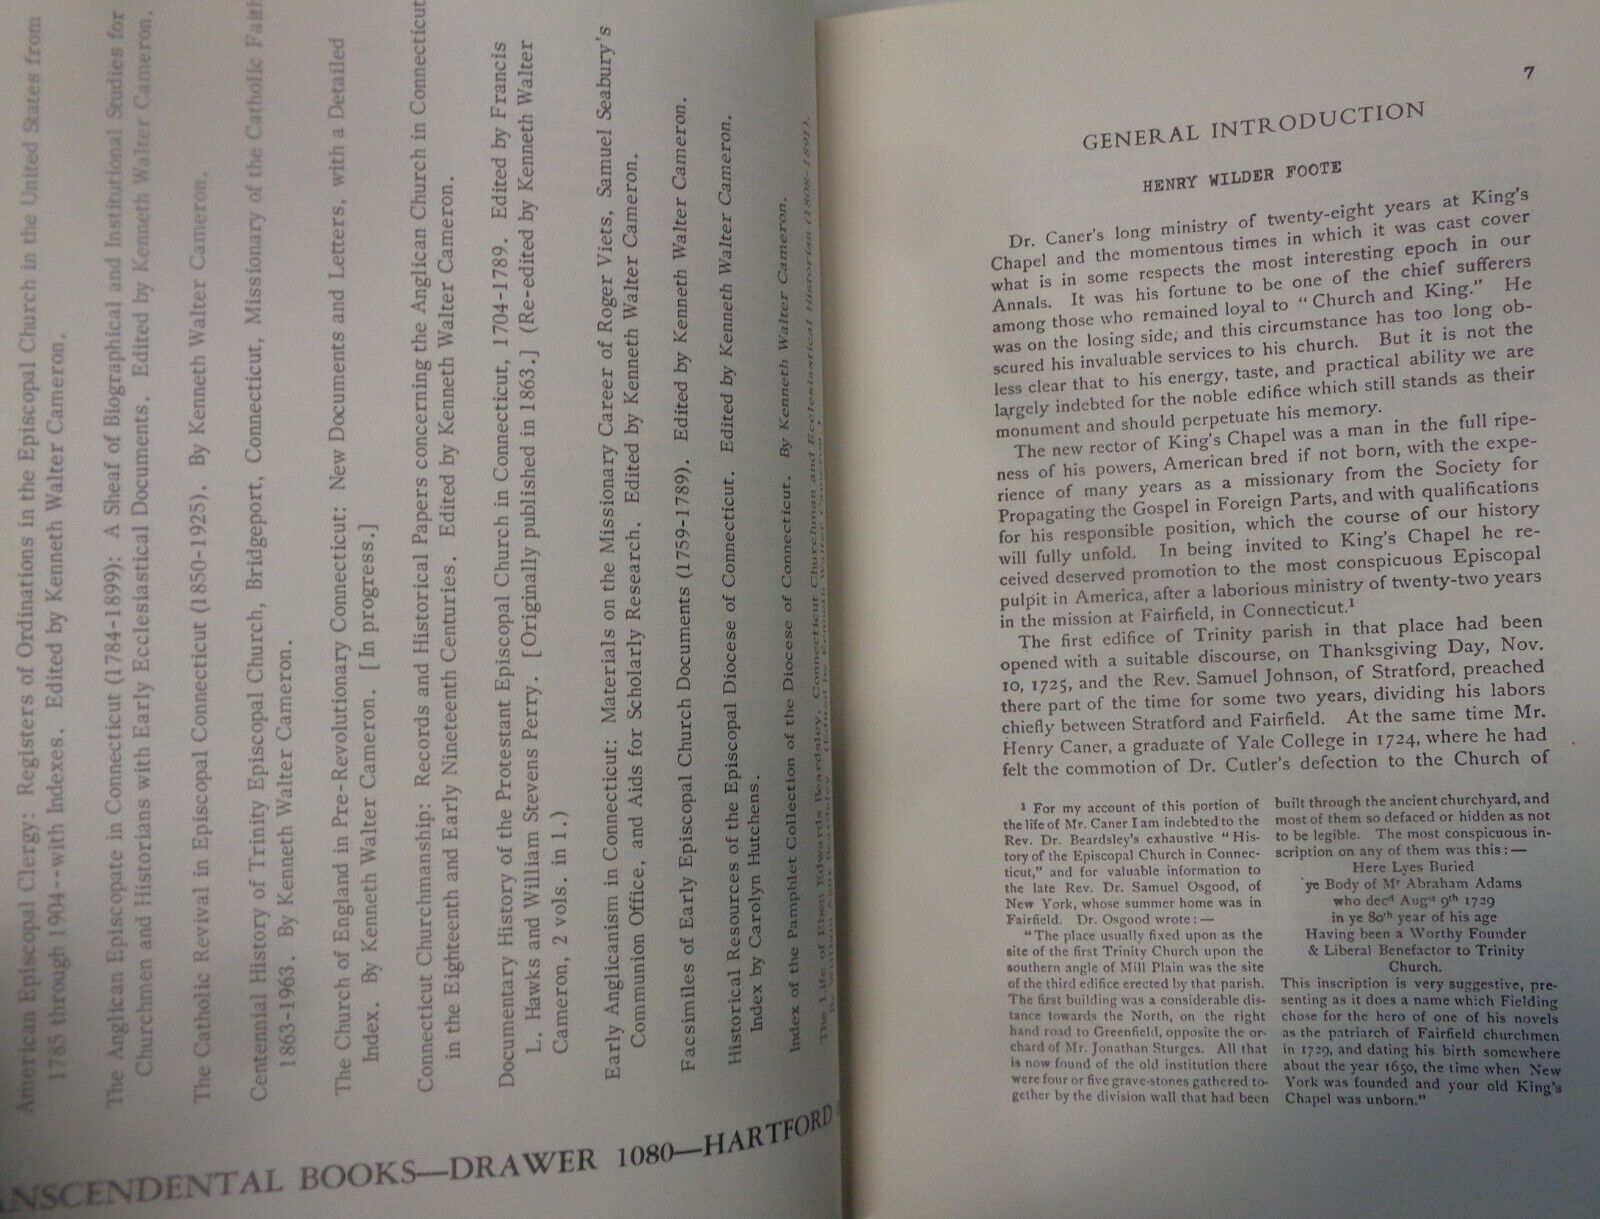 American Episcopal Clergy: Registers of Ordinations in the Episcopal Church in the United States from
1785 through 1904--with Indexes. Edited by Kenneth Walter Cameron.
The Anglican Episcopate in Connecticut (1784-1899): A Sheaf of Biographical and Institutional Studies for
Churchmen and Historians with Early Ecclesiastical Documents. Edited by Kenneth Walter Cameron.
The Catholic Revival in Episcopal Connecticut (1850-1925). By Kenneth Walter Cameron.
Centennial History of Trinity Episcopal Church, Bridgeport, Connecticut, Missionary of the Catholic Faith
1863-1963. By Kenneth Walter Cameron.
The Church of England in Pre-Revolutionary Connecticut: New Documents and Letters, with a Detailed
Index. By Kenneth Walter Cameron. [In progress.]
Connecticut Churchmanship: Records and Historical Papers concerning the Anglican Church in Connecticut
in the Eighteenth and Early Nineteenth Centuries. Edited by Kenneth Walter Cameron.
Documentary History of the Protestant Episcopal Church in Connecticut, 1704-1789. Edited by Francis
L. Hawks and William Stevens Perry. [Originally published in 1863.] (Re-edited by Kenneth Walter
Cameron, 2 vols. in 1.)
Early Anglicanism in Connecticut: Materials on the Missionary Career of Roger Viets, Samuel Seabury's
Communion Office, and Aids for Scholarly Research. Edited by Kenneth Walter Cameron.
Facsimiles of Early Episcopal Church Documents (1759-1789). Edited by Kenneth Walter Cameron.
Historical Resources of the Episcopal Diocese of Connecticut. Edited by Kenneth Walter Cameron.
Index by Carolyn Hutchens.
Index of the Pamphlet Collection of the Diocese of Connecticut. By Kenneth Walter Cameron.
The Life of Eben Edwards Beardsley, Connecticut Churchman and Ecclesiastical Historian (1808-1891).
ANSCENDENTAL BOOKS—DRAWER 1080—HARTFORD
7
GENERAL INTRODUCTION
HENRY WILDER FOOTE
Dr. Caner's long ministry of twenty-eight years at King's
Chapel and the momentous times in which it was cast cover
what is in some respects the most interesting epoch in our
Annals. It was his fortune to be one of the chief sufferers
among those who remained loyal to "Church and King." He
was on the losing side; and this circumstance has too long ob-
scured his invaluable services to his church. But it is not the
less clear that to his energy, taste, and practical ability we are
largely indebted for the noble edifice which still stands as their
monument and should perpetuate his memory.
The new rector of King's Chapel was a man in the full ripe-
ness of his powers, American bred if not born, with the expe-
rience of many years as a missionary from the Society for
Propagating the Gospel in Foreign Parts, and with qualifications
for his responsible position, which the course of our history
will fully unfold. In being invited to King's Chapel he re-
ceived deserved promotion to the most conspicuous Episcopal
pulpit in America, after a laborious ministry of twenty-two years
in the mission at Fairfield, in Connecticut.1
The first edifice of Trinity parish in that place had been
opened with a suitable discourse, on Thanksgiving Day, Nov.
10, 1725, and the Rev. Samuel Johnson, of Stratford, preached
there part of the time for some two years, dividing his labors
chiefly between Stratford and Fairfield. At the same time Mr.
Henry Caner, a graduate of Yale College in 1724, where he had
felt the commotion of Dr. Cutler's defection to the Church of
1 For my account of this portion of
the life of Mr. Caner I am indebted to the
Rev. Dr. Beardsley's exhaustive "His-
tory of the Episcopal Church in Connec-
ticut," and for valuable information to
the late Rev. Dr. Samuel Osgood, of
New York, whose summer home was in
Fairfield. Dr. Osgood wrote:—
"The place usually fixed upon as the
site of the first Trinity Church upon the
southern angle of Mill Plain was the site
of the third edifice erected by that parish.
The first building was a considerable dis-
tance towards the North, on the right
hand road to Greenfield, opposite the or-
chard of Mr. Jonathan Sturges. All that
is now found of the old institution there
were four or five grave-stones gathered to-
gether by the division wall that had been
built through the ancient churchyard, and
most of them so defaced or hidden as not
to be legible. The most conspicuous in-
scription on any of them was this:—
Here Lyes Buried
ye Body of Mr Abraham Adams
who decd Augst 9th 1729
in ye 80th year of his age
Having been a Worthy Founder
& Liberal Benefactor to Trinity
Church.
This inscription is very suggestive, pre-
senting as it does a name which Fielding
chose for the hero of one of his novels
as the patriarch of Fairfield churchmen
in 1729, and dating his birth somewhere
about the year 1650, the time when New
York was founded and your old King's
Chapel was unborn."